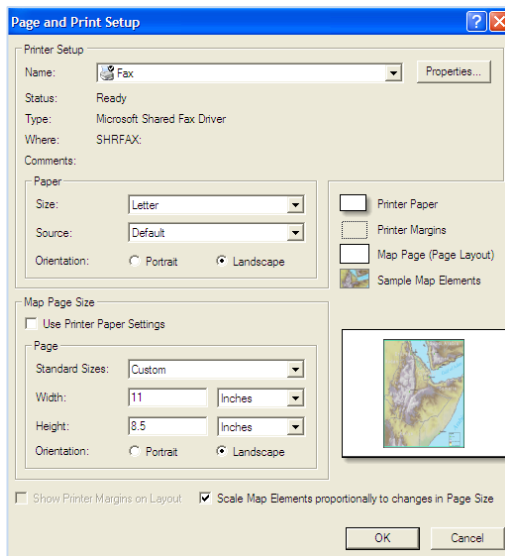 Page and Print Setup
Printer Setup
Name: Fax Properties...
Status: Ready
Type: Microsoft Shared Fax Driver
Where: SHRFAX:
Comments:
Paper
Size: Letter
Source: Default
Orientation: Portrait Landscape
Printer Paper
Printer Margins
Map Page (Page Layout)
Sample Map Elements
Map Page Size
Use Printer Paper Settings
Page
Standard Sizes: Custom
Width: 11 Inches
Height: 8.5 Inches
Orientation: Portrait Landscape
Show Printer Margins on Layout Scale Map Elements proportionally to changes in Page Size
OK Cancel